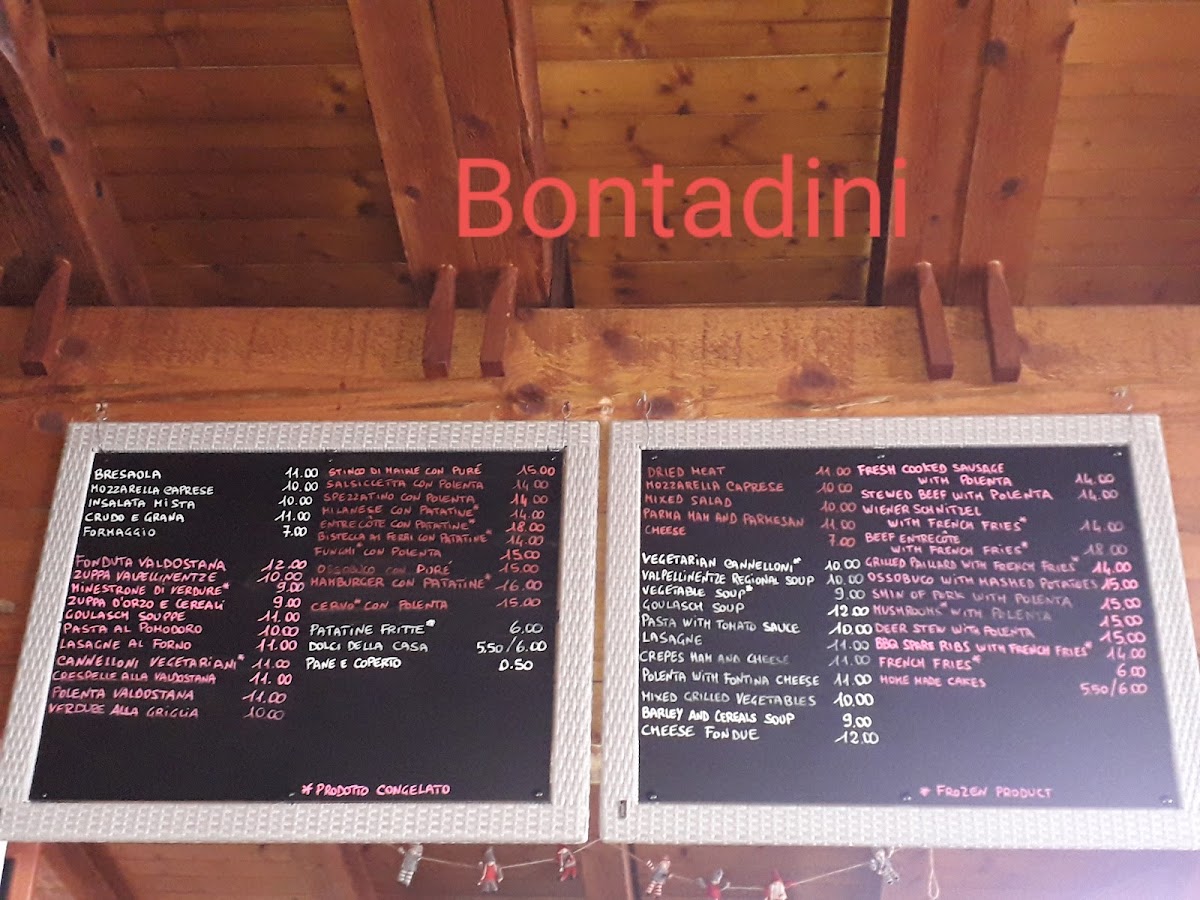 Bontadini
BRESAOLA 11.00
MOZZARELLA CAPRESE 10.00
INSALATA MISTA 10.00
CRUDO E GRANA 11.00
FORMAGGIO 7.00
FONDUTA VALDOSTANA 12.00
ZUPPA VALPELLINENTZE 10.00
MINESTRONE DI VERDURE* 9.00
ZUPPA D'ORZO E CEREALI 9.00
GOULASCH SOUPPE 11.00
PASTA AL POMODORO 10.00
LASAGNE AL FORNO 11.00
CANNELLONI VEGETARIANI* 11.00
CRESPELLE ALLA VALDOSTANA 11.00
POLENTA VALDOSTANA 11.00
VERDURE ALLA GRIGLIA 10.00
STINCO DI MAIALE CON PURÉ 15.00
SALSICCETTA CON POLENTA 14.00
SPEZZATINO CON POLENTA 14.00
MILANESE CON PATATINE* 14.00
ENTRECÔTE CON PATATINE* 18.00
BISTECCA AI FERRI CON PATATINE* 14.00
FUNGHI* CON POLENTA 15.00
OSSOBUCO CON PURÉ 15.00
HAMBURGER CON PATATINE* 16.00
CERVO* CON POLENTA 15.00
PATATINE FRITTE* 6.00
DOLCI DELLA CASA 5.50/6.00
PANE E COPERTO 0.50
* PRODOTTO CONGELATO
DRIED MEAT 11.00
MOZZARELLA CAPRESE 10.00
MIXED SALAD 10.00
PARMA HAM AND PARMESAN 11.00
CHEESE 7.00
VEGETARIAN CANNELLONI* 10.00
VALPELLINENTZE REGIONAL SOUP 10.00
VEGETABLE SOUP* 9.00
GOULASCH SOUP 12.00
PASTA WITH TOMATO SAUCE 10.00
LASAGNE 11.00
CREPES HAM AND CHEESE 11.00
POLENTA WITH FONTINA CHEESE 11.00
MIXED GRILLED VEGETABLES 10.00
BARLEY AND CEREALS SOUP 9.00
CHEESE FONDUE 12.00
FRESH COOKED SAUSAGE
WITH POLENTA 14.00
STEWED BEEF WITH POLENTA 14.00
WIENER SCHNITZEL
WITH FRENCH FRIES* 14.00
BEEF ENTRECÔTE
WITH FRENCH FRIES* 18.00
GRILLED PAILLARD WITH FRENCH FRIES* 14.00
OSSOBUCO WITH MASHED POTATOES 15.00
SHIN OF PORK WITH POLENTA 15.00
MUSHROOMS* WITH POLENTA 15.00
DEER STEW WITH POLENTA 15.00
BBQ SPARE RIBS WITH FRENCH FRIES* 14.00
FRENCH FRIES* 6.00
HOME MADE CAKES 5.50/6.00
* FROZEN PRODUCT